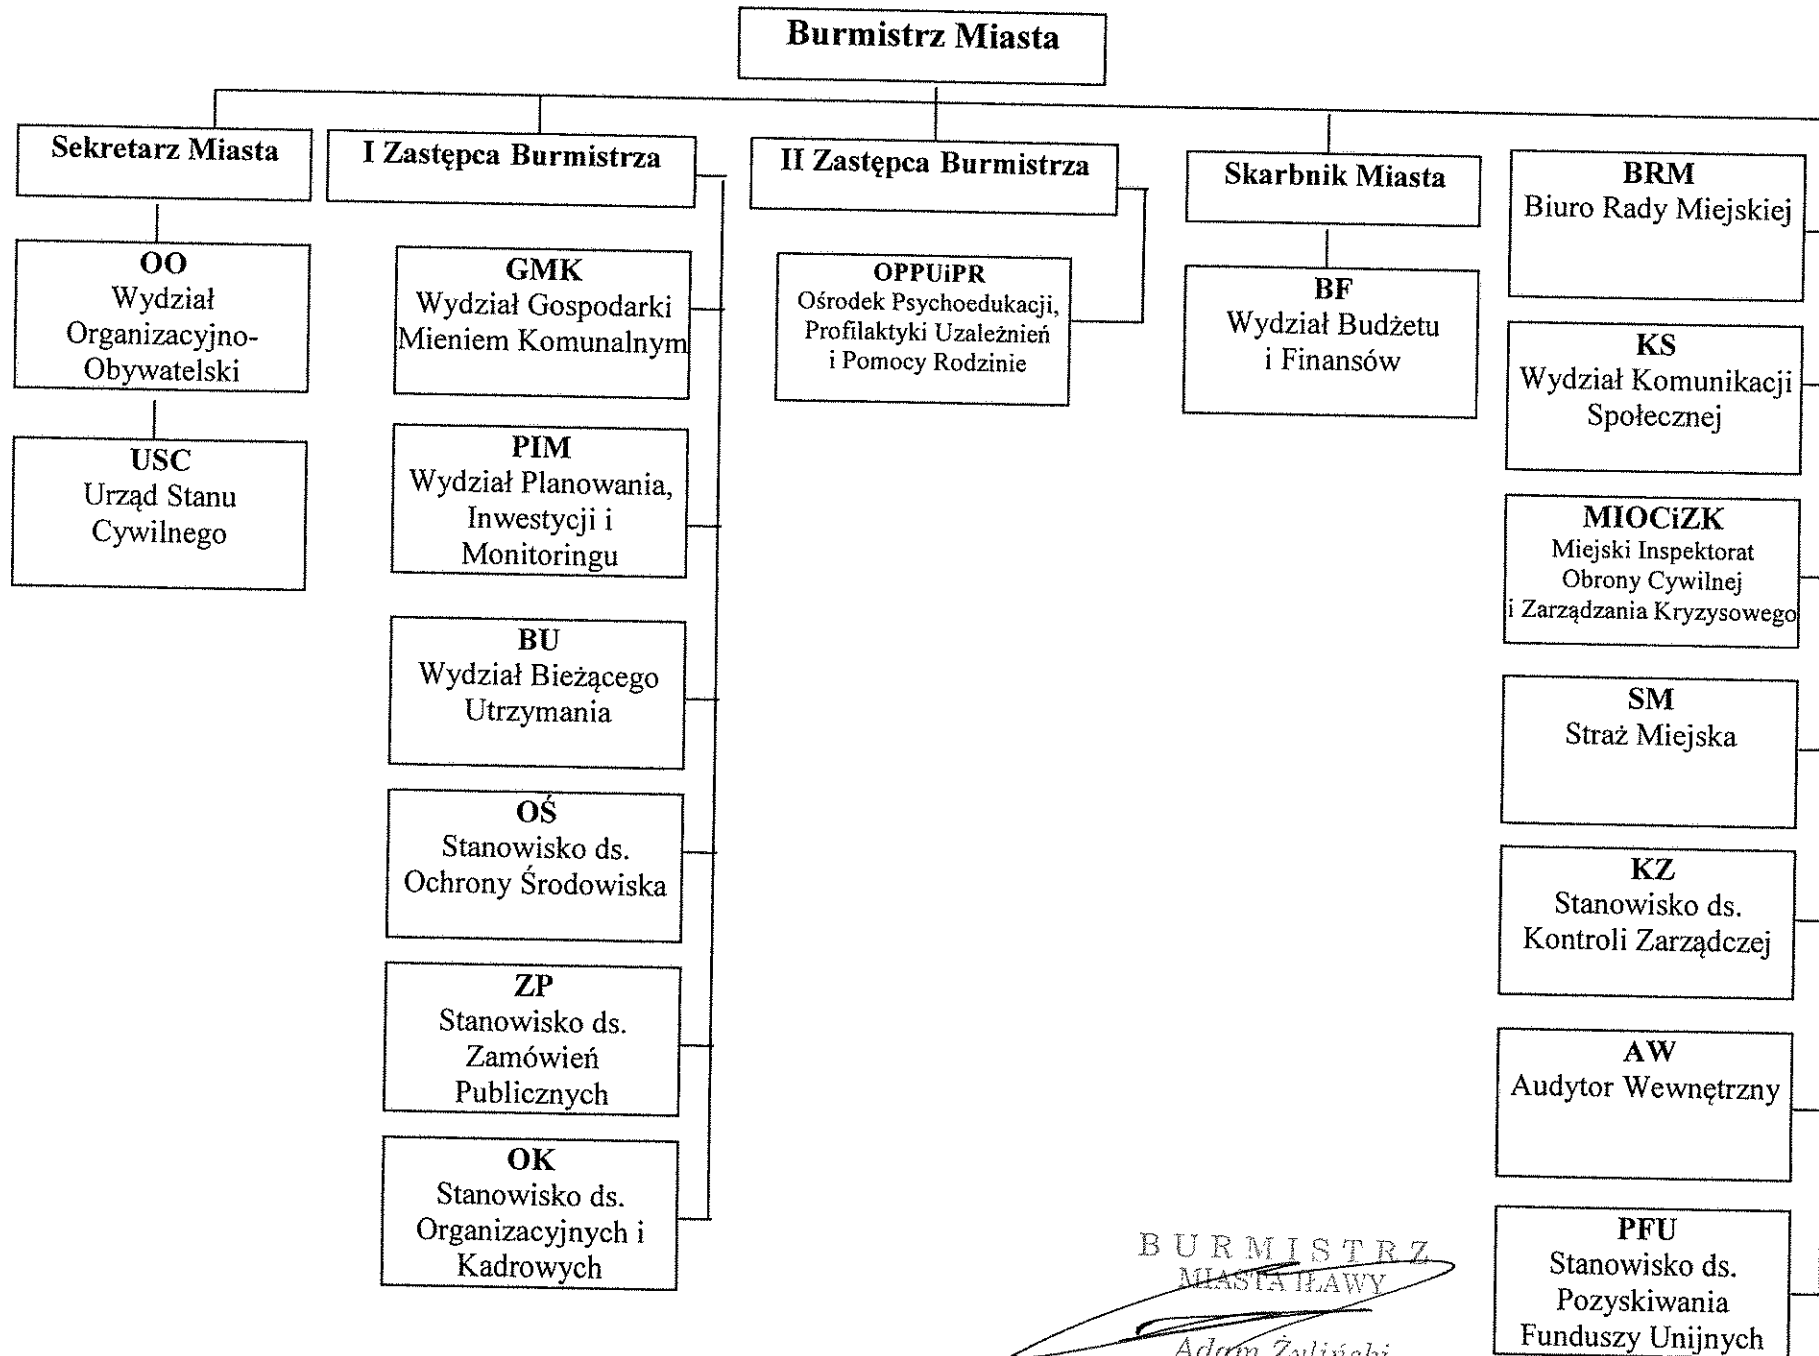 Burmistrz Miasta
Sekretarz Miasta
OO
Wydział
Organizacyjno-
Obywatelski
USC
Urząd Stanu
Cywilnego
I Zastępca Burmistrza
GMK
Wydział Gospodarki
Mieniem Komunalnym
PIM
Wydział Planowania,
Inwestycji i
Monitoringu
BU
Wydział Bieżącego
Utrzymania
OŚ
Stanowisko ds.
Ochrony Środowiska
ZP
Stanowisko ds.
Zamówień
Publicznych
OK
Stanowisko ds.
Organizacyjnych i
Kadrowych
II Zastępca Burmistrza
OPPUiPR
Ośrodek Psychoedukacji,
Profilaktyki Uzależnień
i Pomocy Rodzinie
Skarbnik Miasta
BF
Wydział Budżetu
i Finansów
BRM
Biuro Rady Miejskiej
KS
Wydział Komunikacji
Społecznej
MIOCiZK
Miejski Inspektorat
Obrony Cywilnej
i Zarządzania Kryzysowego
SM
Straż Miejska
KZ
Stanowisko ds.
Kontroli Zarządczej
AW
Audytor Wewnętrzny
PFU
Stanowisko ds.
Pozyskiwania
Funduszy Unijnych
BURMISTRZ
MIASTA IŁAWY
Adam Żyliński